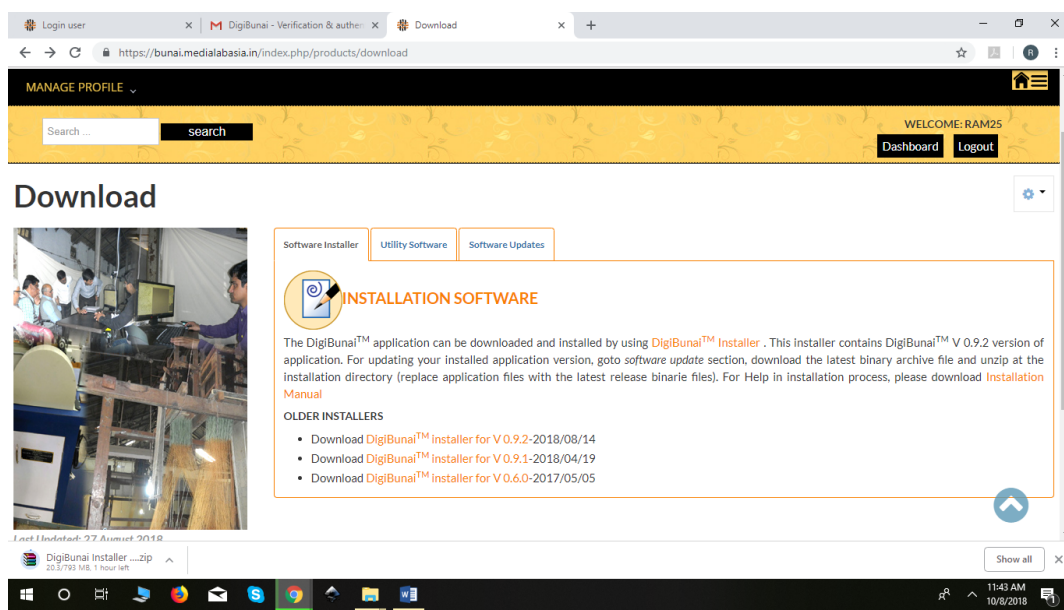 Login user
DigiBunai - Verification & authen
Download
https://bunai.medialabasia.in/index.php/products/download
R
MANAGE PROFILE
Search ...
search
WELCOME: RAM25
Dashboard
Logout
Download
Software Installer
Utility Software
Software Updates
INSTALLATION SOFTWARE
The DigiBunai™ application can be downloaded and installed by using DigiBunai™ Installer . This installer contains DigiBunai™ V 0.9.2 version of
application. For updating your installed application version, goto software update section, download the latest binary archive file and unzip at the
installation directory (replace application files with the latest release binarie files). For Help in installation process, please download Installation
Manual
OLDER INSTALLERS
• Download DigiBunai™ installer for V 0.9.2-2018/08/14
• Download DigiBunai™ installer for V 0.9.1-2018/04/19
• Download DigiBunai™ installer for V 0.6.0-2017/05/05
Last Updated: 27 August 2018
DigiBunai Installer ....zip
20.3/793 MB, 1 hour left
Show all
11:43 AM
10/8/2018